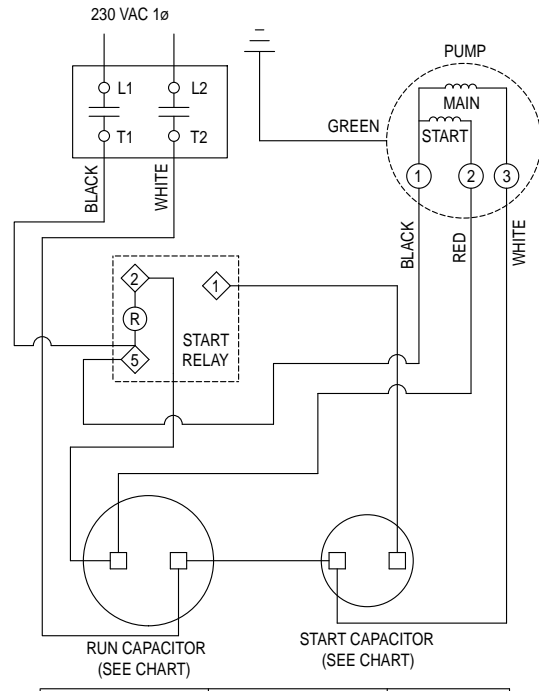 230 VAC 1ø
L1
L2
T1
T2
BLACK
WHITE
GREEN
PUMP
MAIN
START
1
2
3
BLACK
RED
WHITE
2
1
R
5
START
RELAY
RUN CAPACITOR
(SEE CHART)
START CAPACITOR
(SEE CHART)